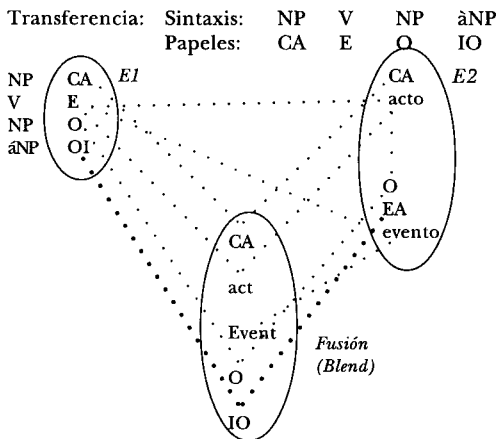 Transferencia: Sintaxis: NP V NP àNP
Papeles: CA E O IO
NP CA E1
V E
NP O
áNP OI
E2
CA
acto
O
EA
evento
CA
act
Event
O
IO
Fusión
(Blend)